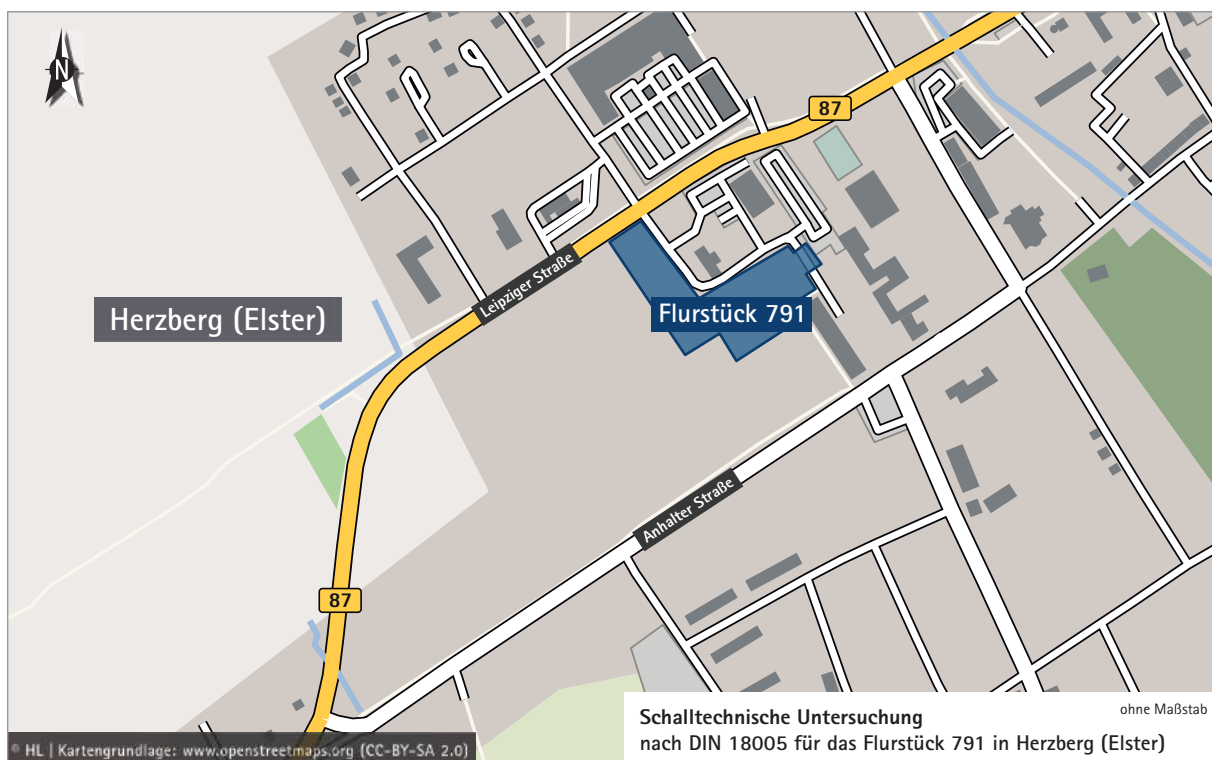 N
87
Leipziger Straße
Herzberg (Elster)
Flurstück 791
Anhalter Straße
87
Schalltechnische Untersuchung
ohne Maßstab
nach DIN 18005 für das Flurstück 791 in Herzberg (Elster)
© HL | Kartengrundlage: www.openstreetmaps.org (CC-BY-SA 2.0)